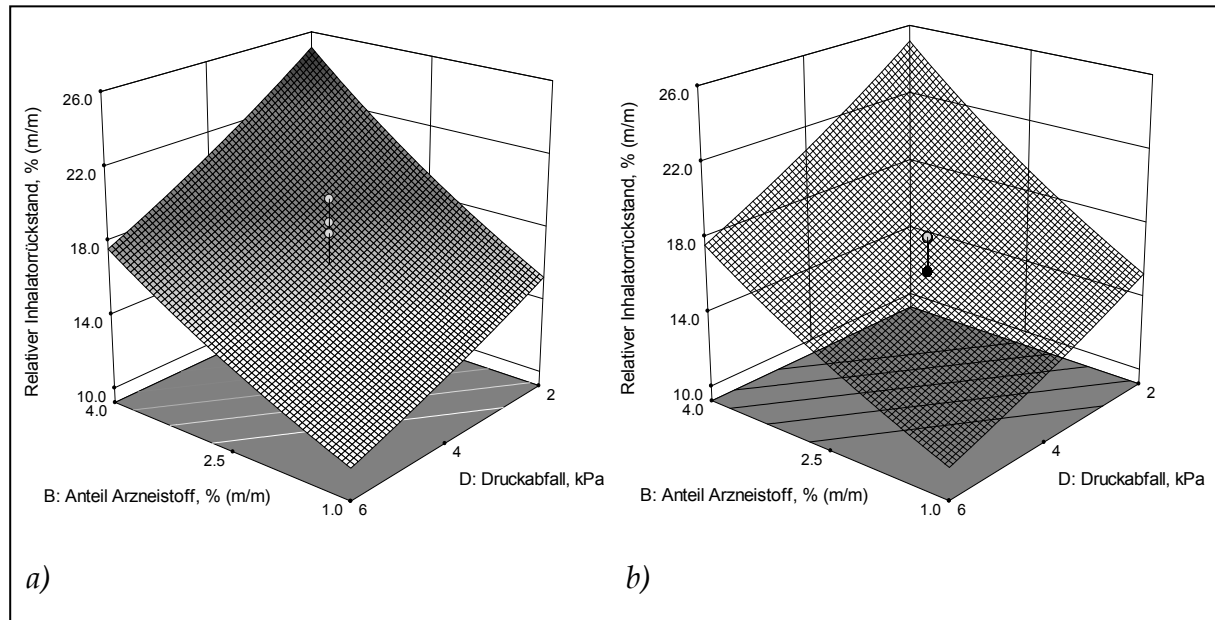 Relativer Inhalatorrückstand, % (m/m)
26.0
22.0
18.0
14.0
10.0
4.0
2.5
1.0
6
4
2
B: Anteil Arzneistoff, % (m/m)
D: Druckabfall, kPa
a)
Relativer Inhalatorrückstand, % (m/m)
26.0
22.0
18.0
14.0
10.0
4.0
2.5
1.0
6
4
2
B: Anteil Arzneistoff, % (m/m)
D: Druckabfall, kPa
b)